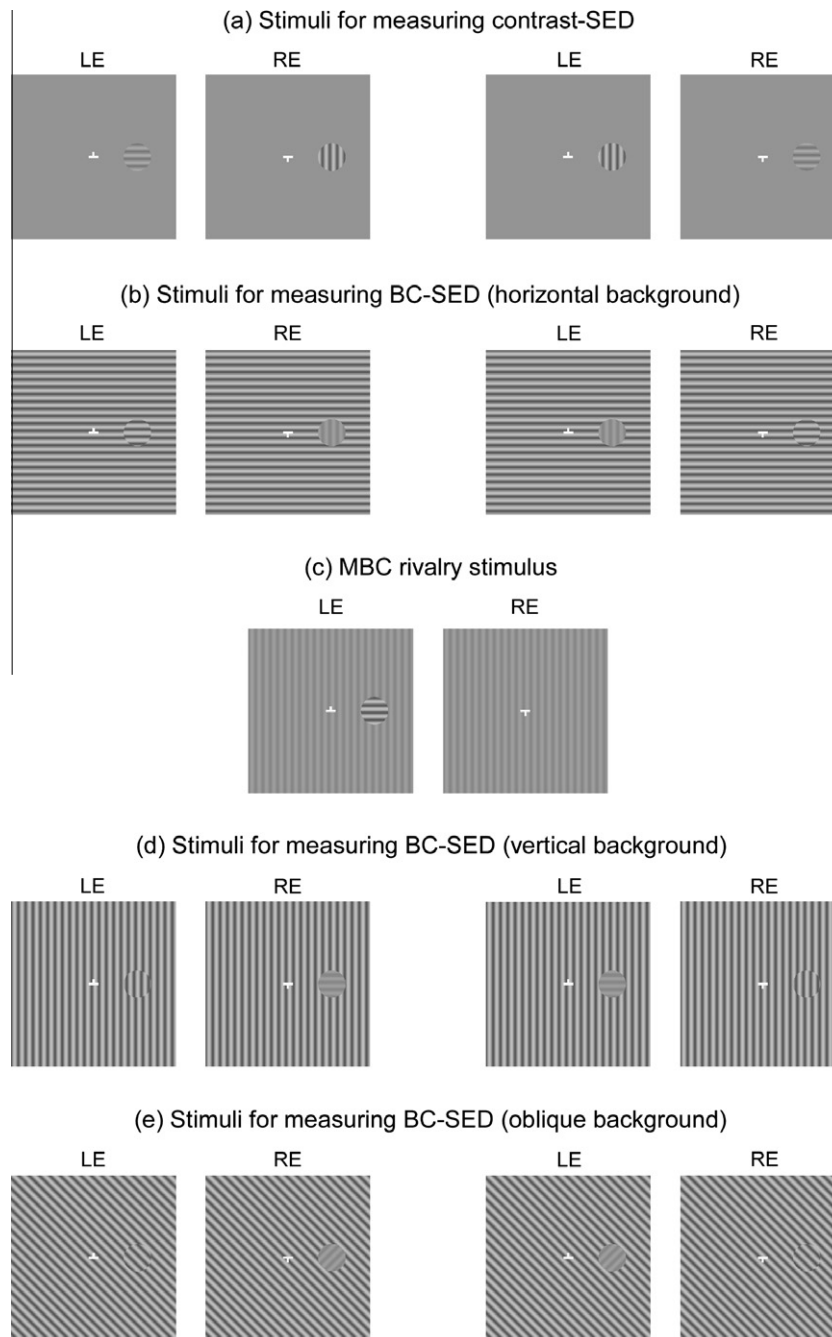 (a) Stimuli for measuring contrast-SED
LE RE LE RE
(b) Stimuli for measuring BC-SED (horizontal background)
LE RE LE RE
(c) MBC rivalry stimulus
LE RE
(d) Stimuli for measuring BC-SED (vertical background)
LE RE LE RE
(e) Stimuli for measuring BC-SED (oblique background)
LE RE LE RE